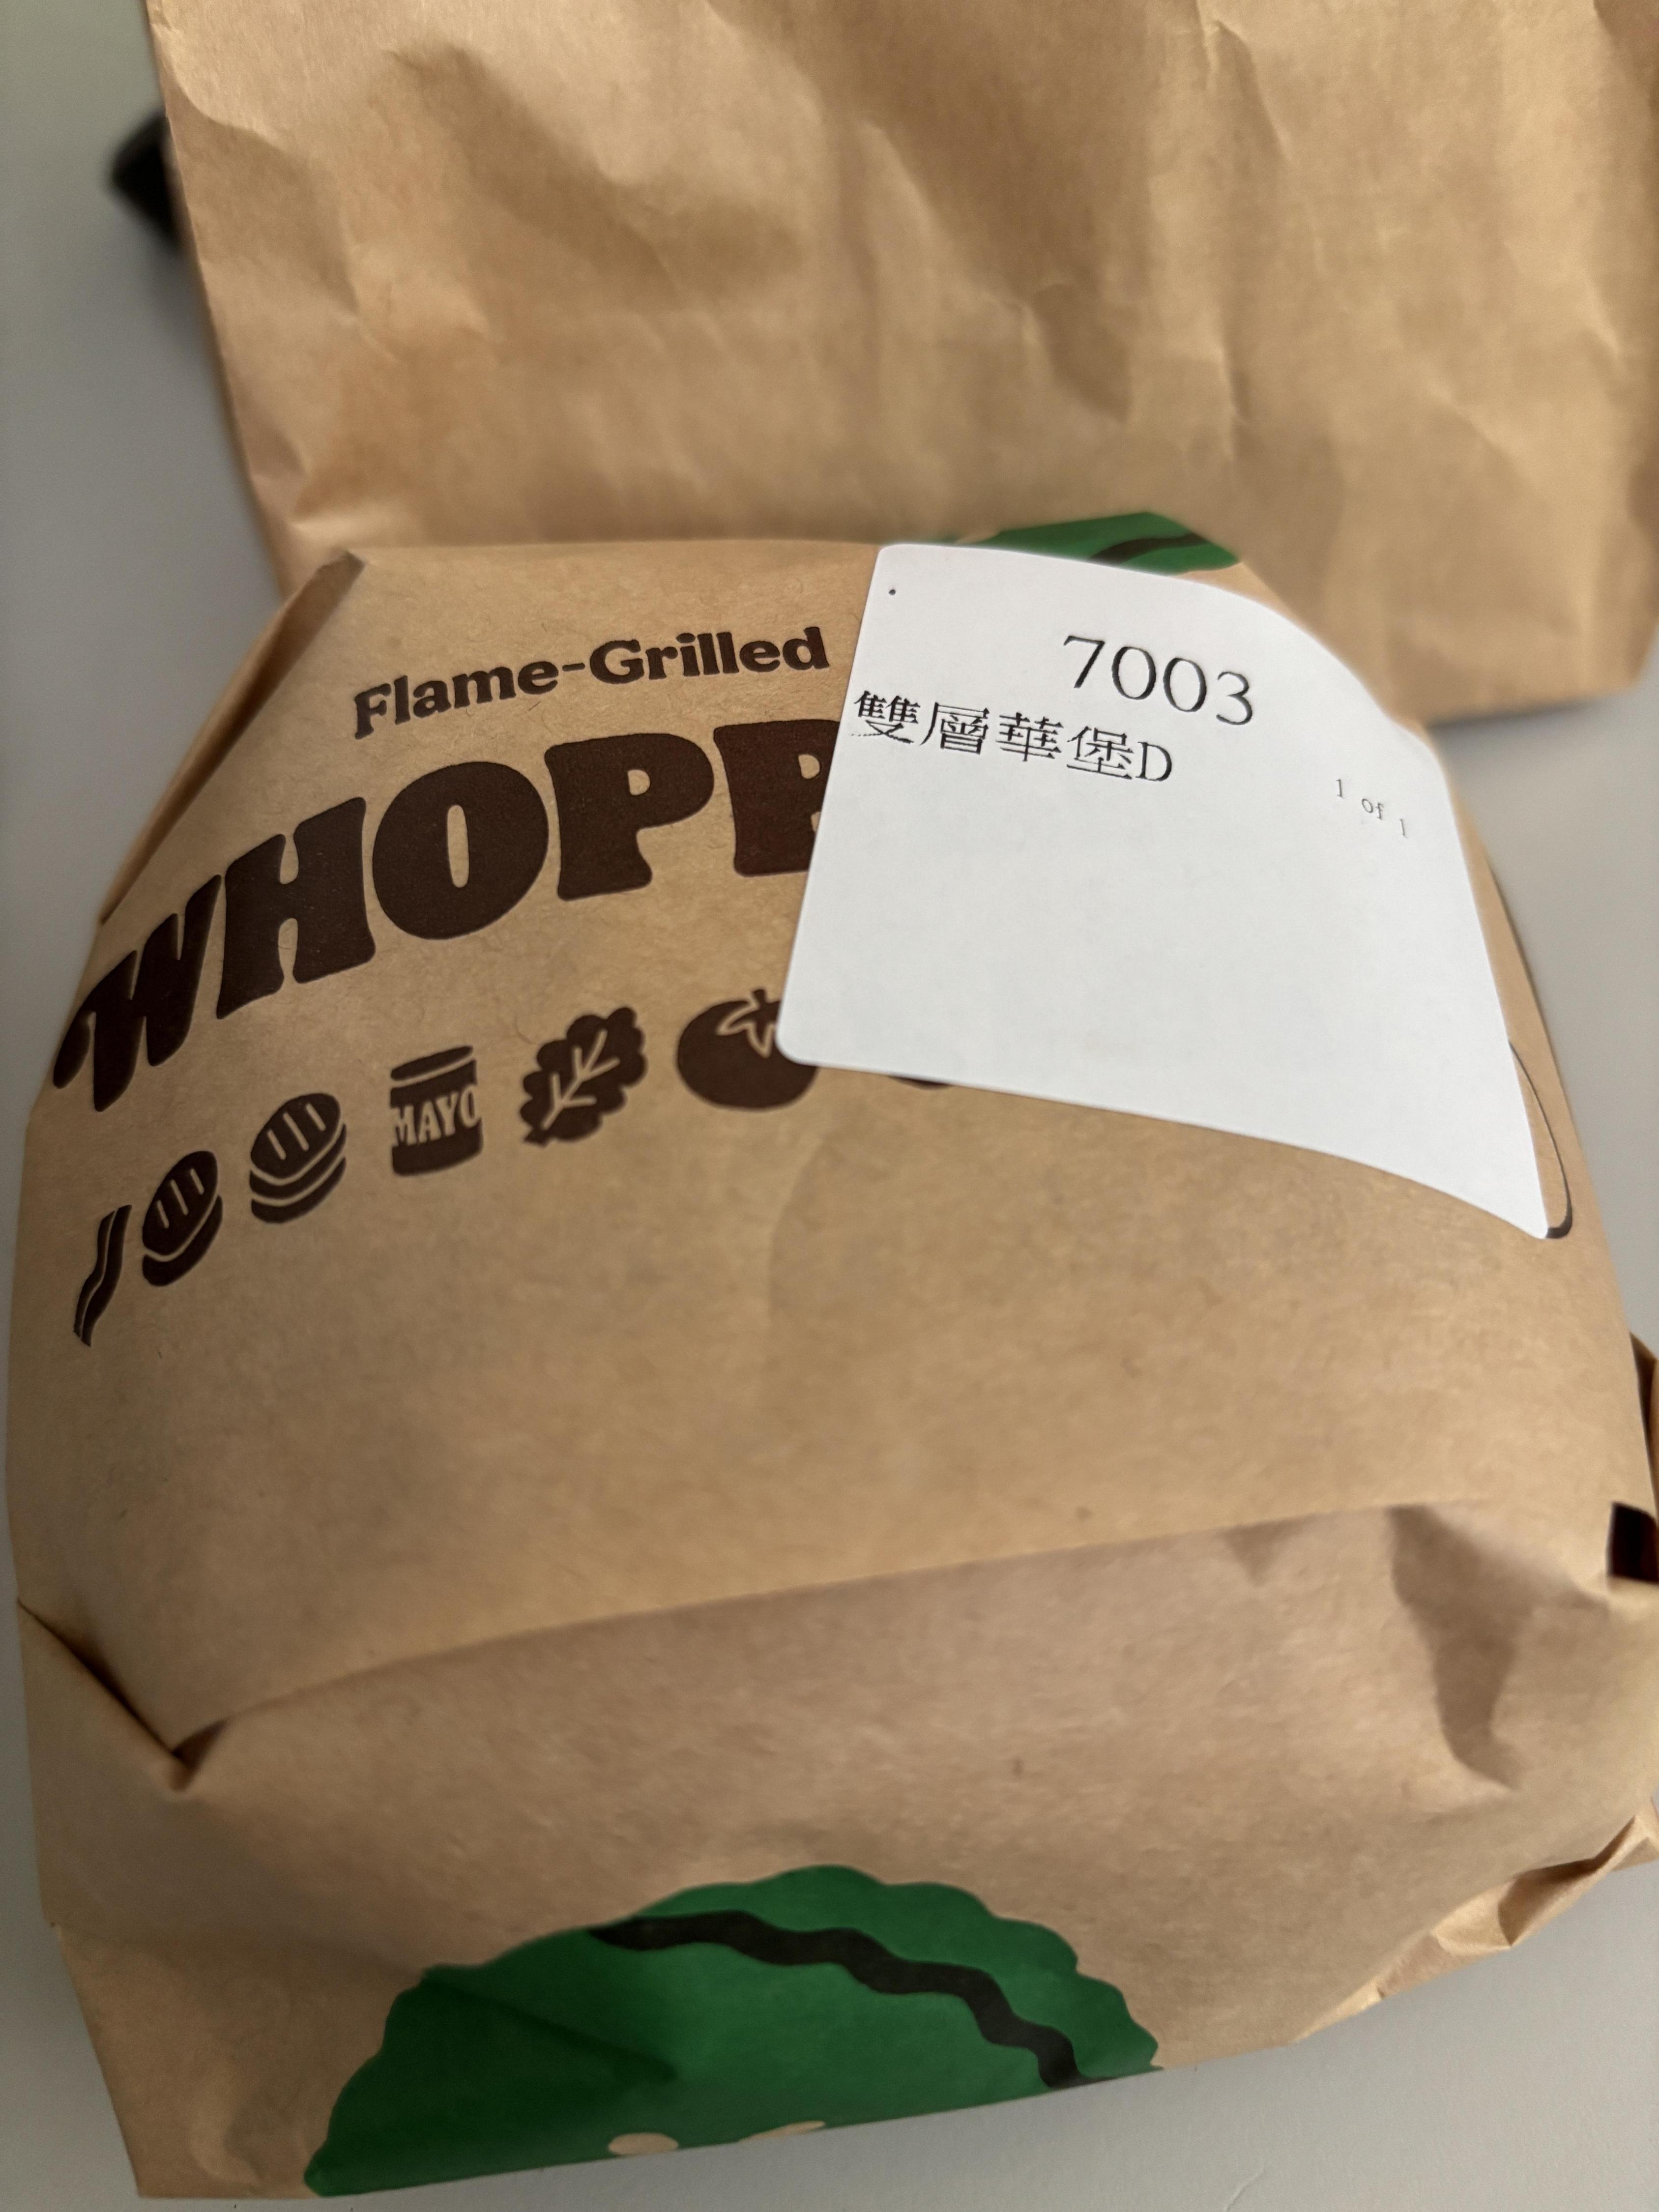 Flame-Grilled
WHOPP
MAYO
7003
雙層華堡D
1 of 1